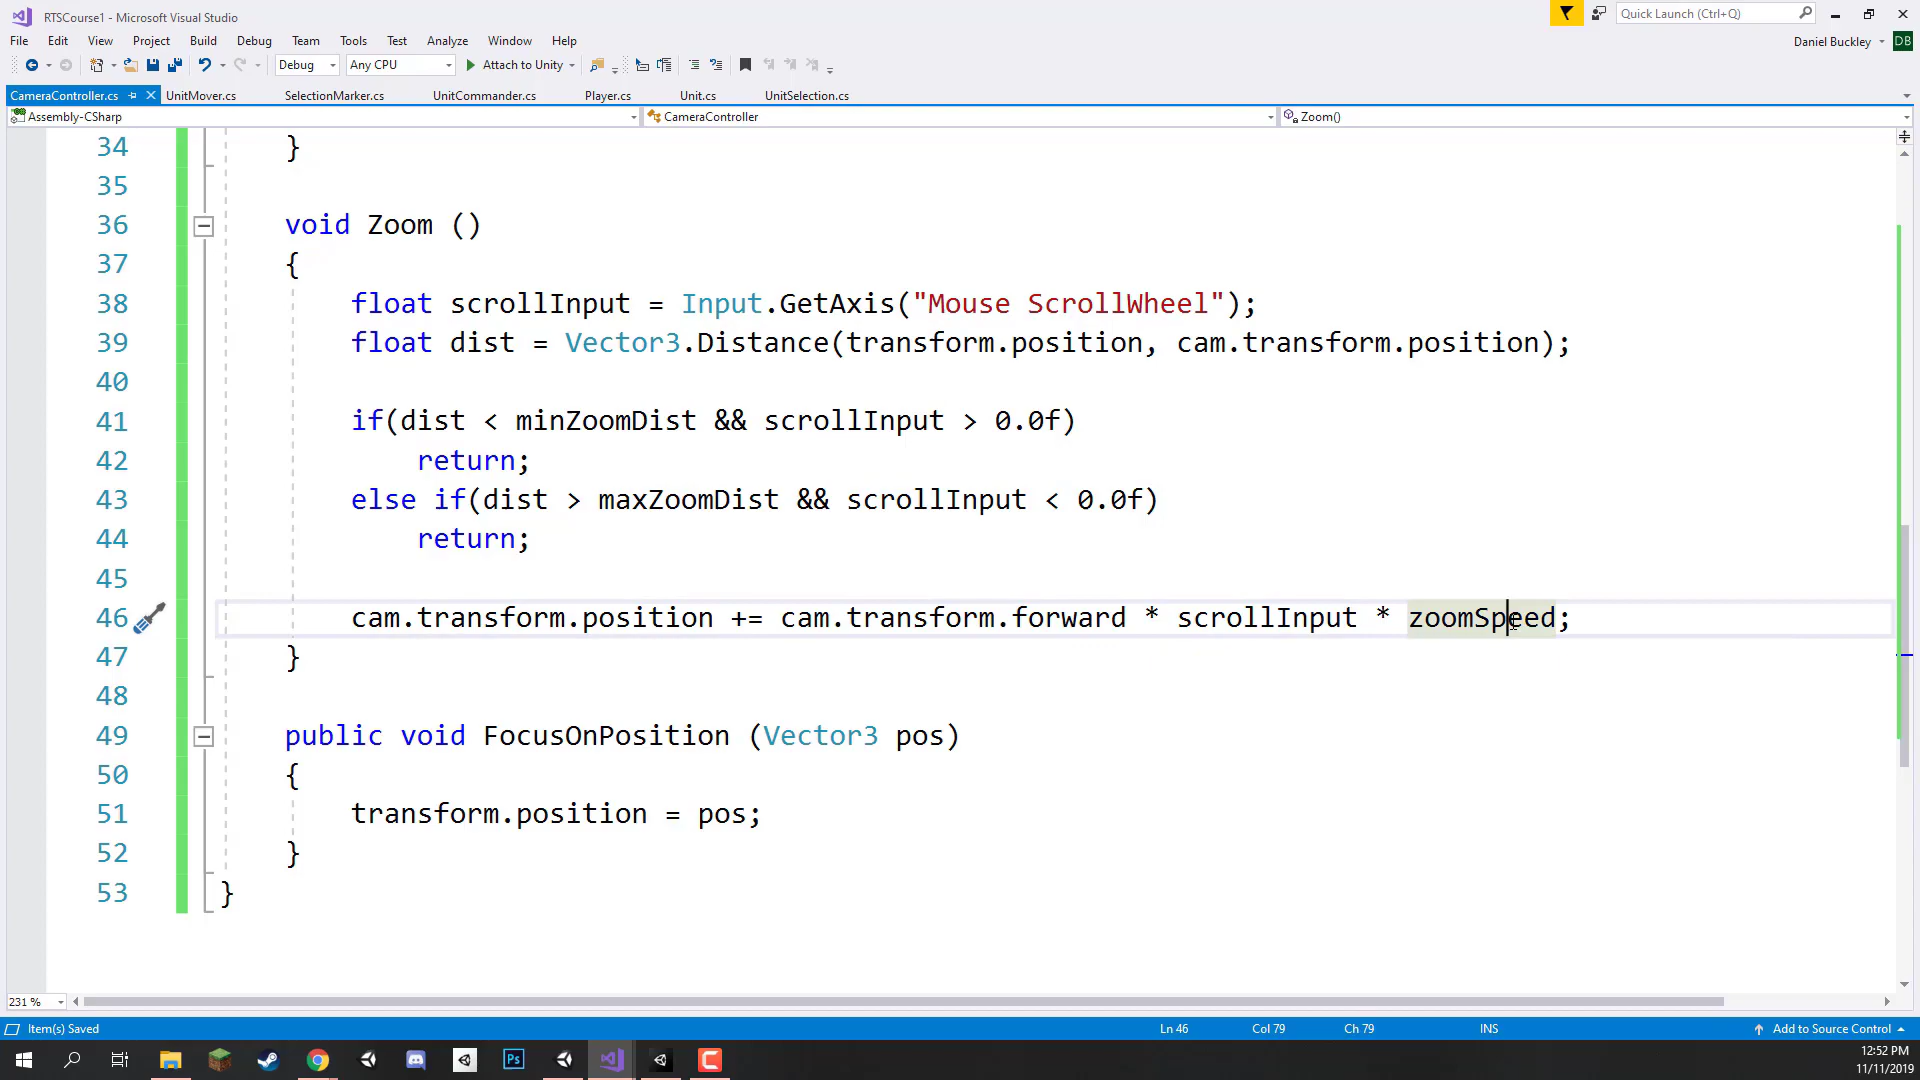 RTSCourse1 - Microsoft Visual Studio
Quick Launch (Ctrl+Q)
File Edit View Project Build Debug Team Tools Test Analyze Window Help
Daniel Buckley DB
Debug Any CPU Attach to Unity
CameraController.cs UnitMover.cs SelectionMarker.cs UnitCommander.cs Player.cs Unit.cs UnitSelection.cs
Assembly-CSharp CameraController Zoom()
34 }
35
36 void Zoom ()
37 {
38 float scrollInput = Input.GetAxis("Mouse ScrollWheel");
39 float dist = Vector3.Distance(transform.position, cam.transform.position);
40
41 if(dist < minZoomDist && scrollInput > 0.0f)
42 return;
43 else if(dist > maxZoomDist && scrollInput < 0.0f)
44 return;
45
46 cam.transform.position += cam.transform.forward * scrollInput * zoomSpeed;
47 }
48
49 public void FocusOnPosition (Vector3 pos)
50 {
51 transform.position = pos;
52 }
53 }
231 %
Item(s) Saved Ln 46 Col 79 Ch 79 INS Add to Source Control
Ps
12:52 PM
11/11/2019